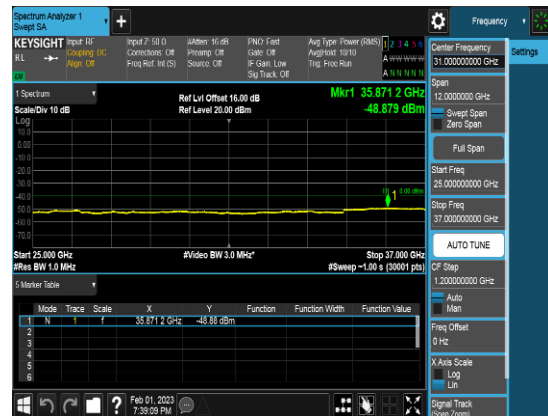 Spectrum Analyzer 1
Swept SA
+
Frequency
KEYSIGHT
RL
Input: RF
Coupling: DC
Align: Off
Input Z: 50 Ω
Corrections: Off
Freq Ref: Int (S)
#Atten: 16 dB
Preamp: Off
Source: Off
PNO: Fast
Gate: Off
IF Gain: Low
Sig Track: Off
Avg Type: Power (RMS)
Avg|Hold: 10/10
Trig: Free Run
1 2 3 4 5 6
A W W W W W
A N N N N N
1 Spectrum
Scale/Div 10 dB
Log
Ref Lvl Offset 16.00 dB
Ref Level 20.00 dBm
Mkr1 35.871 2 GHz
-48.879 dBm
10.0
0.00
-10.0
-20.0
-30.0
-40.0
-50.0
-60.0
-70.0
1
Start 25.000 GHz
#Res BW 1.0 MHz
#Video BW 3.0 MHz*
Stop 37.000 GHz
#Sweep ~1.00 s (30001 pts)
5 Marker Table
Mode Trace Scale X Y Function Function Width Function Value
1 N 1 f 35.871 2 GHz -48.88 dBm
2
3
4
5
6
Feb 01, 2023
7:39:09 PM
Center Frequency
31.00000000 GHz
Settings
Span
12.0000000 GHz
Swept Span
Zero Span
Full Span
Start Freq
25.000000000 GHz
Stop Freq
37.000000000 GHz
AUTO TUNE
CF Step
1.200000000 GHz
Auto
Man
Freq Offset
0 Hz
X Axis Scale
Log
Lin
Signal Track
(Span Zoom)